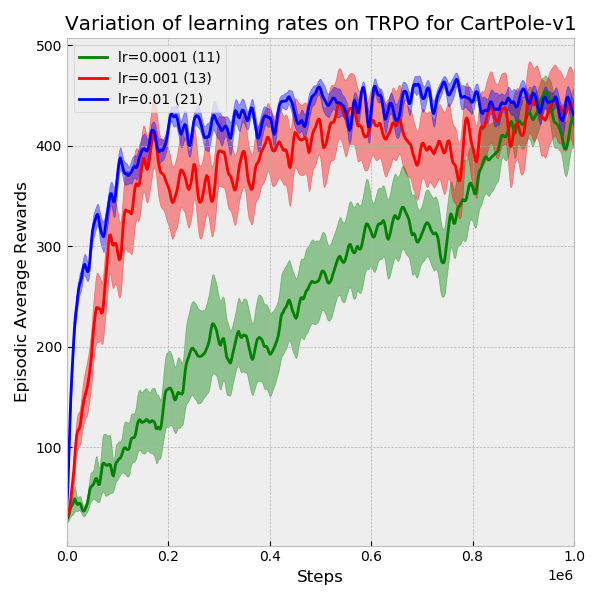 Variation of learning rates on TRPO for CartPole-v1
500
400
300
200
100
Episodic Average Rewards
lr=0.0001 (11)
lr=0.001 (13)
lr=0.01 (21)
0.0 0.2 0.4 0.6 0.8 1.0
1e6
Steps